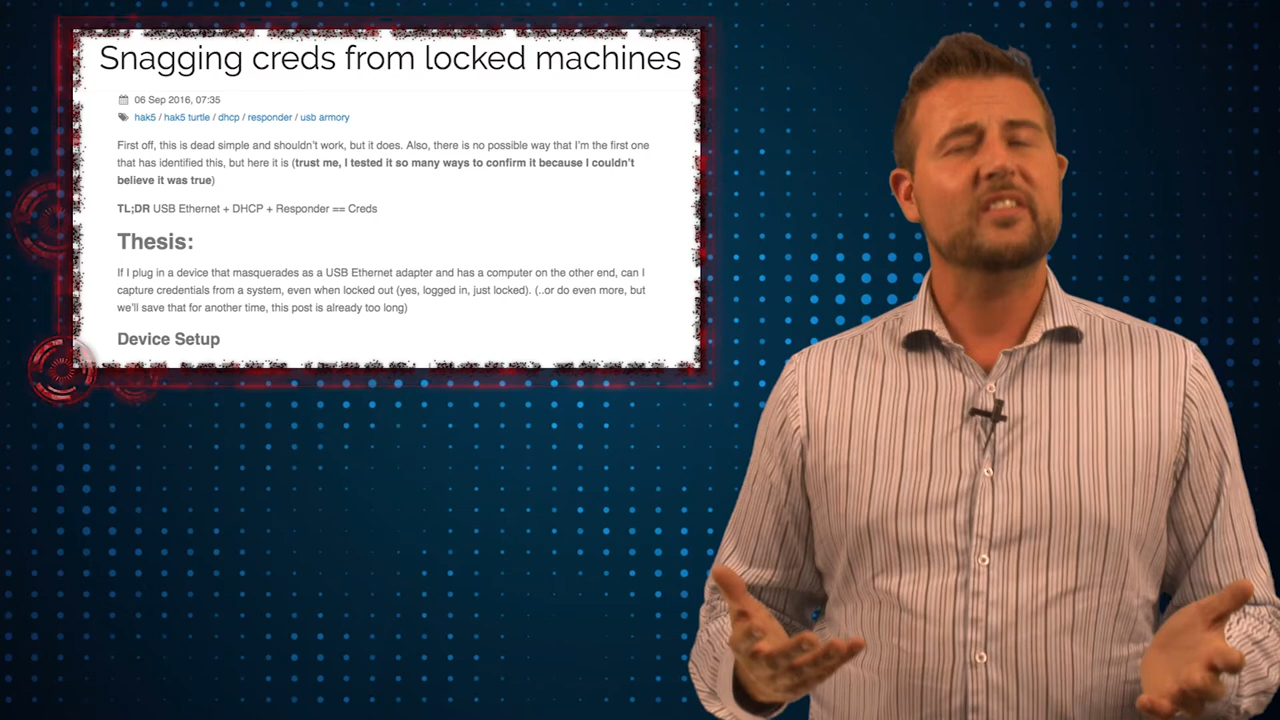 Snagging creds from locked machines
06 Sep 2016, 07:35
hak5 / hak5 turtle / dhcp / responder / usb armory
First off, this is dead simple and shouldn't work, but it does. Also, there is no possible way that I'm the first one
that has identified this, but here it is (trust me, I tested it so many ways to confirm it because I couldn't
believe it was true)
TL;DR USB Ethernet + DHCP + Responder == Creds
Thesis:
If I plug in a device that masquerades as a USB Ethernet adapter and has a computer on the other end, can I
capture credentials from a system, even when locked out (yes, logged in, just locked). (..or do even more, but
we'll save that for another time, this post is already too long)
Device Setup